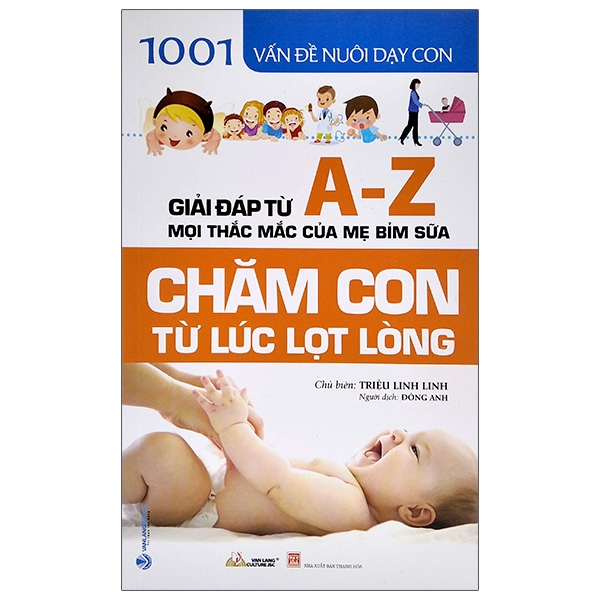 1001 VẤN ĐỀ NUÔI DẠY CON
GIẢI ĐÁP TỪ A-Z
MỌI THẮC MẮC CỦA MẸ BỈM SỮA
CHĂM CON
TỪ LÚC LỌT LÒNG
Chủ biên: TRIỆU LINH LINH
Người dịch: ĐÔNG ANH
VANLANG
VAN LANG
CULTURE.JSC
NHÀ XUẤT BẢN THANH HÓA